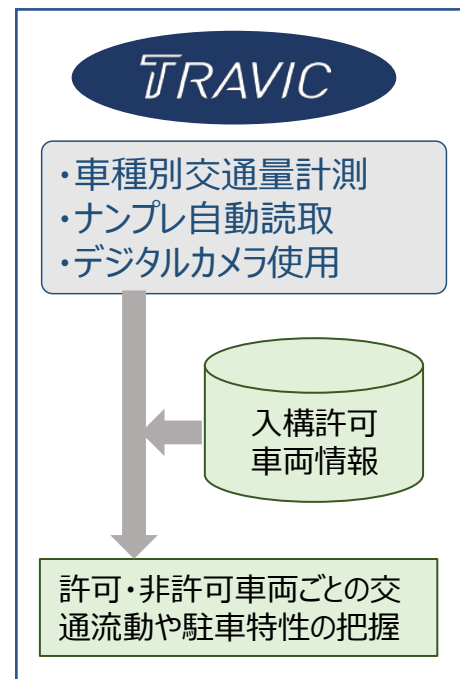 TRAVIC
・車種別交通量計測
・ナンプレ自動読取
・デジタルカメラ使用
入構許可
車両情報
許可・非許可車両ごとの交
通流動や駐車特性の把握